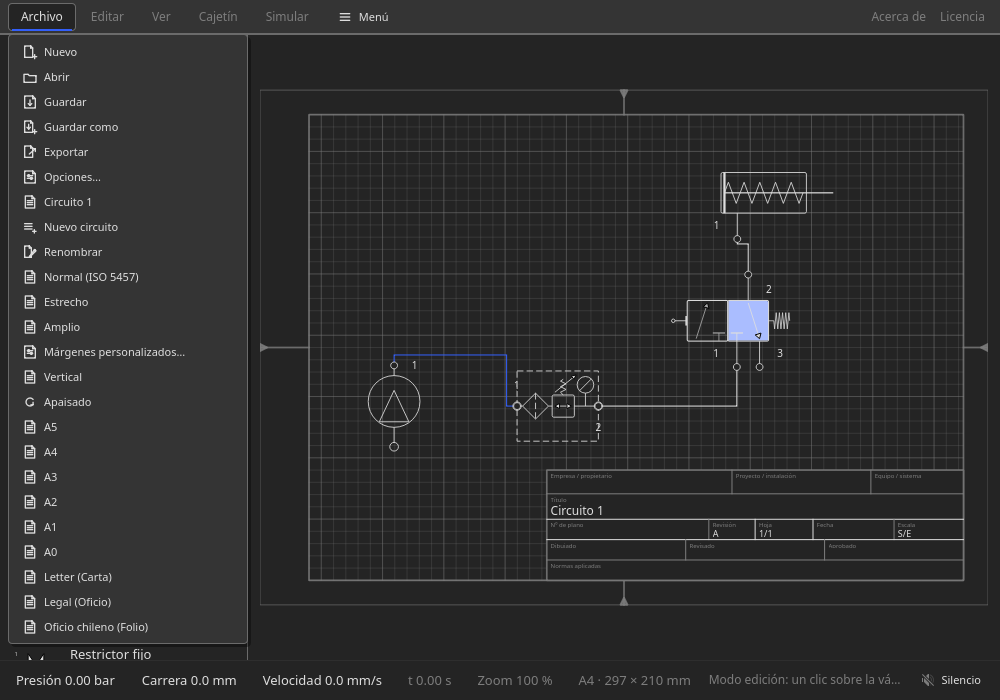 Archivo Editar Ver Cajetín Simular Menú Acerca de Licencia
Nuevo
Abrir
Guardar
Guardar como
Exportar
Opciones...
Circuito 1
Nuevo circuito
Renombrar
Normal (ISO 5457)
Estrecho
Amplio
Márgenes personalizados...
Vertical
Apaisado
A5
A4
A3
A2
A1
A0
Letter (Carta)
Legal (Oficio)
Oficio chileno (Folio)
Restrictor fijo
1
2
1 3
1
1
2
Empresa / propietario Proyecto / instalación Equipo / sistema
Título
Circuito 1
Nº de plano Revisión Hoja Fecha Escala
A 1/1 S/E
Dibujado Revisado Aprobado
Normas aplicadas
Presión 0.00 bar Carrera 0.0 mm Velocidad 0.0 mm/s t 0.00 s Zoom 100 % A4 · 297 × 210 mm Modo edición: un clic sobre la vá... Silencio